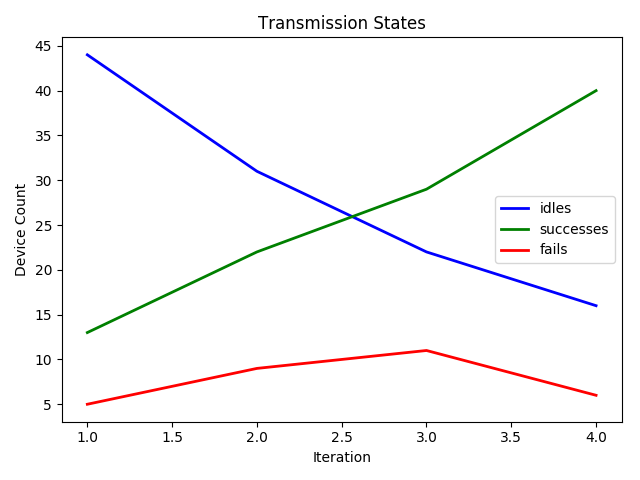 Transmission States
45
40
35
30
25
20
15
10
5
Device Count
idles
successes
fails
1.0 1.5 2.0 2.5 3.0 3.5 4.0
Iteration